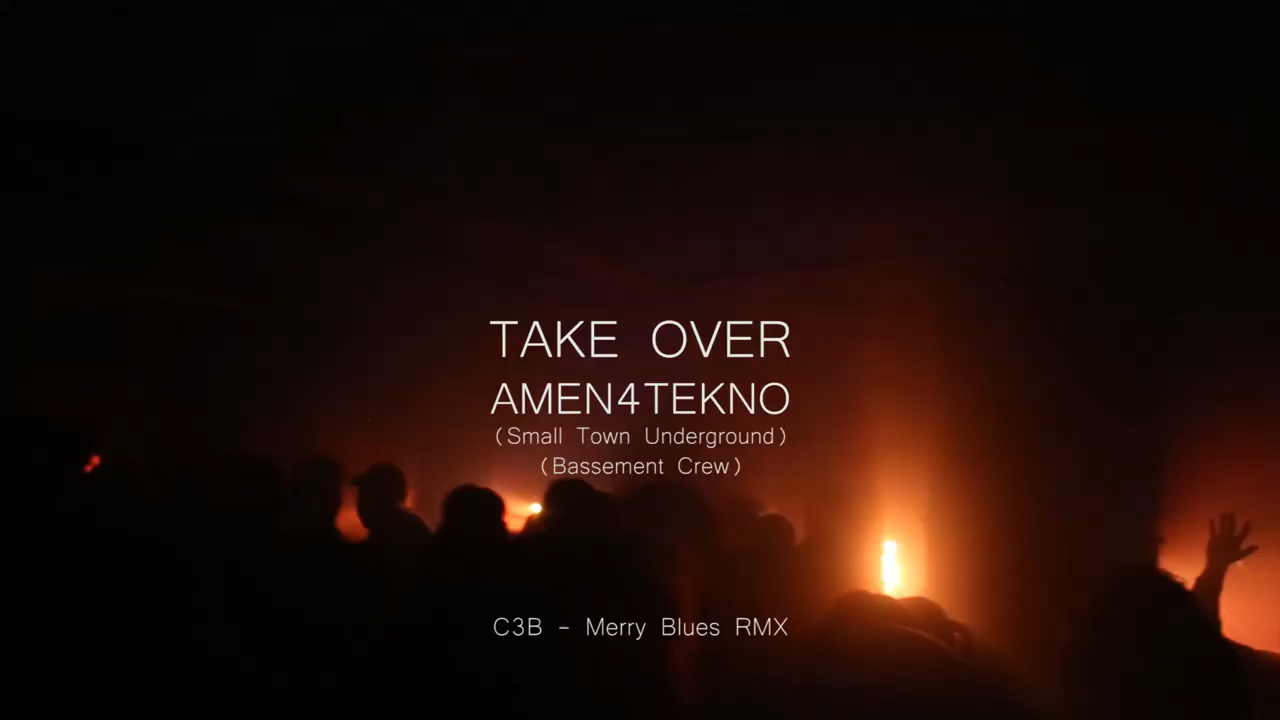 TAKE OVER
AMEN4TEKNO
(Small Town Underground)
(Bassement Crew)
C3B - Merry Blues RMX